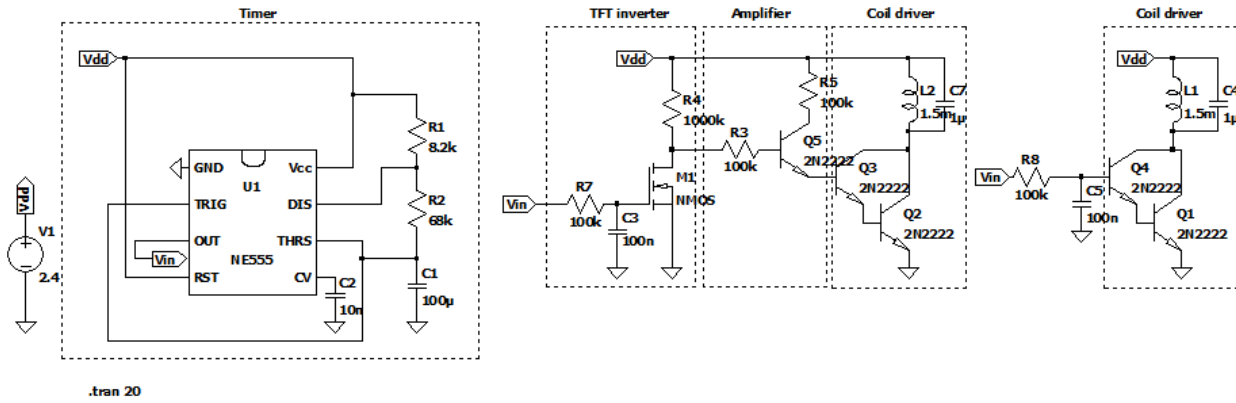 Timer
Vdd
R1
8.2k
GND
Vcc
U1
TRIG
DIS
R2
68k
OUT
THRS
Vin
NE555
RST
CV
C2
10n
C1
100µ
Vdd
V1
2.4
.tran 20
TFT inverter
Vdd
R4
1000k
M1
NMOS
Vin
R7
100k
C3
100n
Amplifier
R5
100k
R3
100k
Q5
2N2222
Coil driver
L2
1.5m
C7
1µ
Q3
2N2222
Q2
2N2222
Coil driver
Vdd
L1
1.5m
C4
1µ
Vin
R8
100k
C5
100n
Q4
2N2222
Q1
2N2222